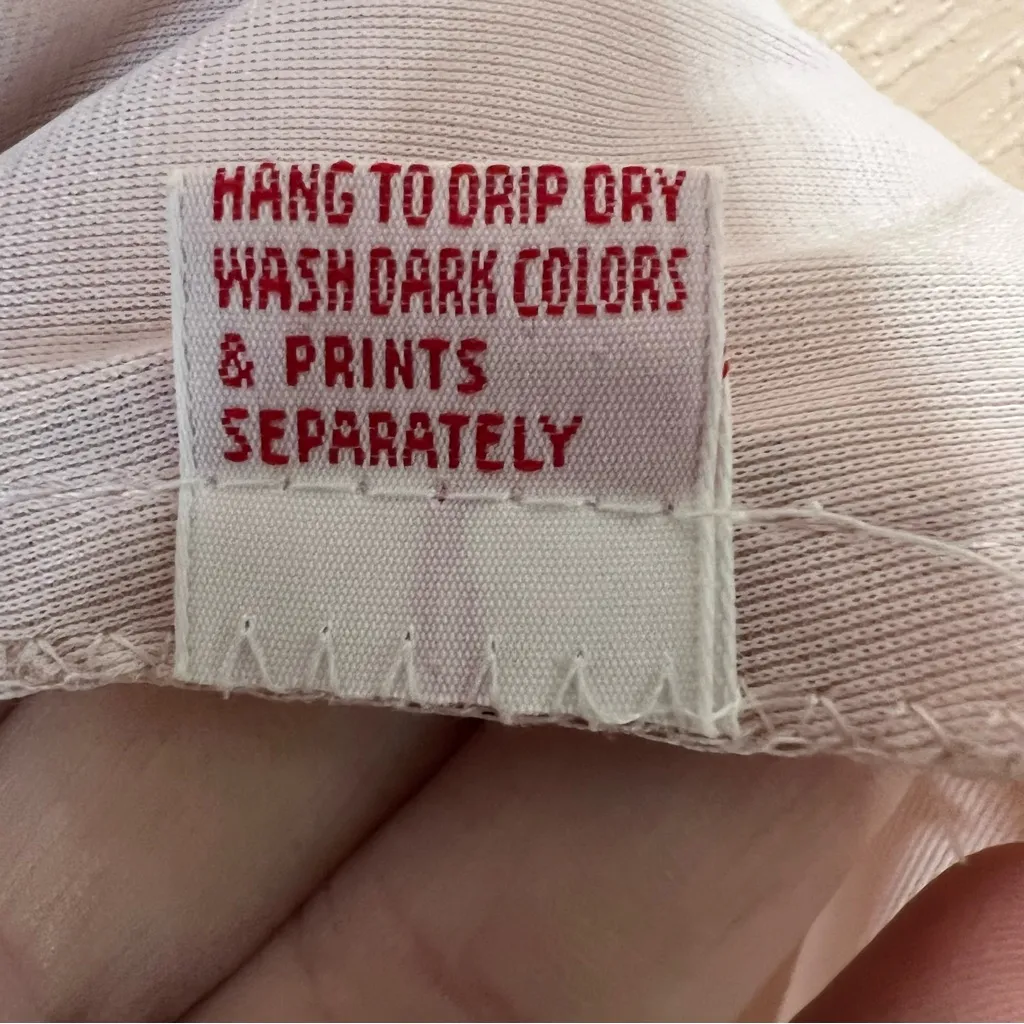 HANG TO DRIP DRY
WASH DARK COLORS
& PRINTS
SEPARATELY